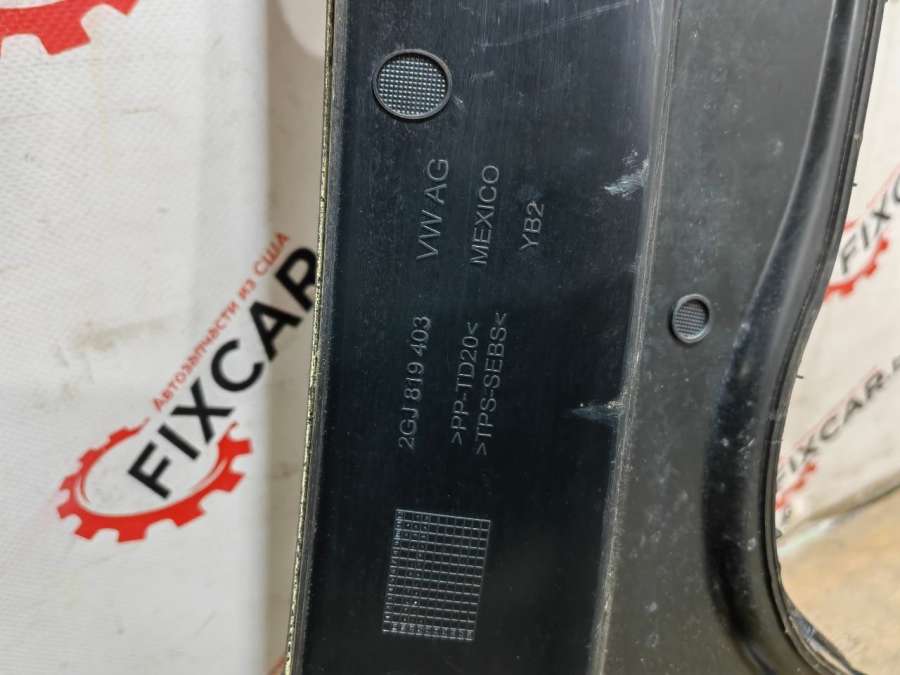 VW AG
MEXICO
YB2
2GJ 819 403
>PP-TD20<
>TPS-SEBS<
Автозапчасти из США
FIXCAR
FIXCAR
FIXCAR.